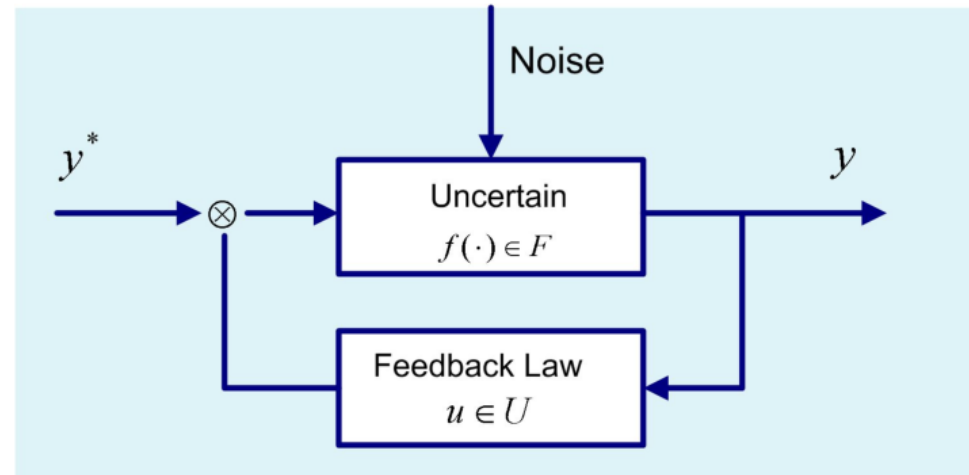 Noise
y*
y
Uncertain
f(·) ∈ F
Feedback Law
u ∈ U